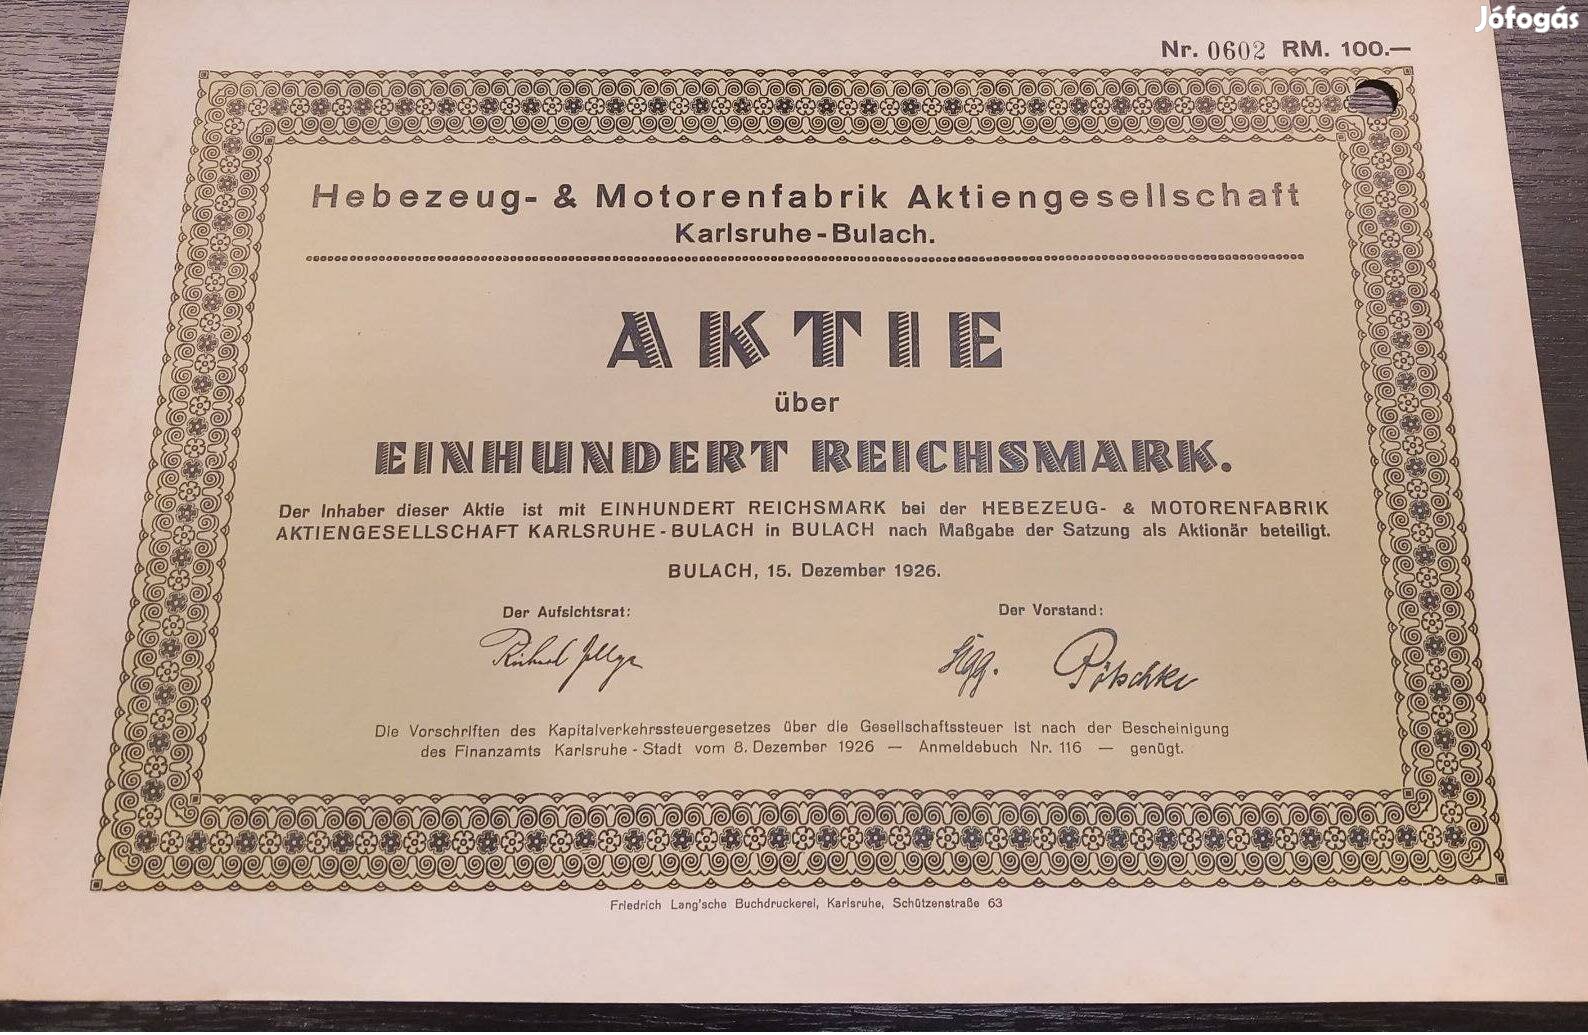 Jófogás
Nr. 0602 RM. 100.—
Hebezeug- & Motorenfabrik Aktiengesellschaft
Karlsruhe-Bulach.
AKTIE
über
EINHUNDERT REICHSMARK.
Der Inhaber dieser Aktie ist mit EINHUNDERT REICHSMARK bei der HEBEZEUG- & MOTORENFABRIK
AKTIENGESELLSCHAFT KARLSRUHE-BULACH in BULACH nach Maßgabe der Satzung als Aktionär beteiligt.
BULACH, 15. Dezember 1926.
Der Aufsichtsrat: Der Vorstand:
Pötschke
Die Vorschriften des Kapitalverkehrssteuergesetzes über die Gesellschaftssteuer ist nach der Bescheinigung
des Finanzamts Karlsruhe-Stadt vom 8. Dezember 1926 — Anmeldebuch Nr. 116 — genügt.
Friedrich Lang'sche Buchdruckerei, Karlsruhe, Schützenstraße 63